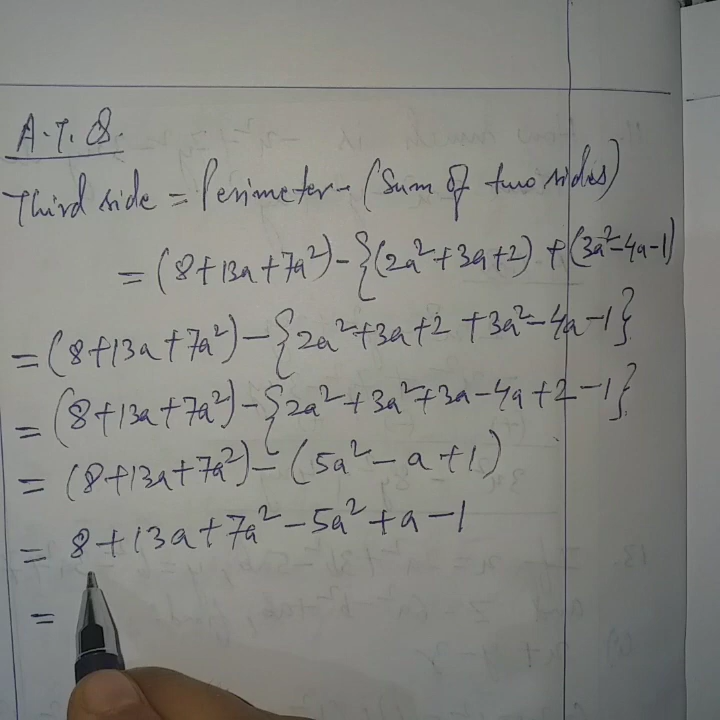 A.T.Q.
Third side = Perimeter - (Sum of two sides)
= (8+13a+7a²) - {(2a²+3a+2) + (3a²-4a-1)
= (8+13a+7a²) - {2a²+3a+2 +3a²-4a-1}
= (8+13a+7a²) - {2a²+3a²+3a-4a+2-1}
= (8+13a+7a²) - (5a²-a+1)
= 8+13a+7a²-5a²+a-1
=